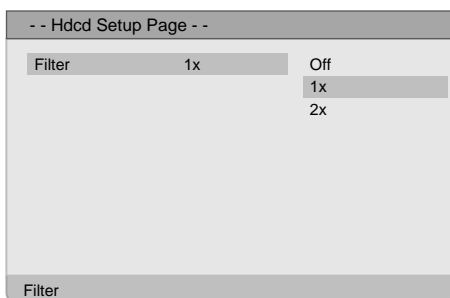 - - Hdcd Setup Page - -
Filter 1x Off
1x
2x
Filter